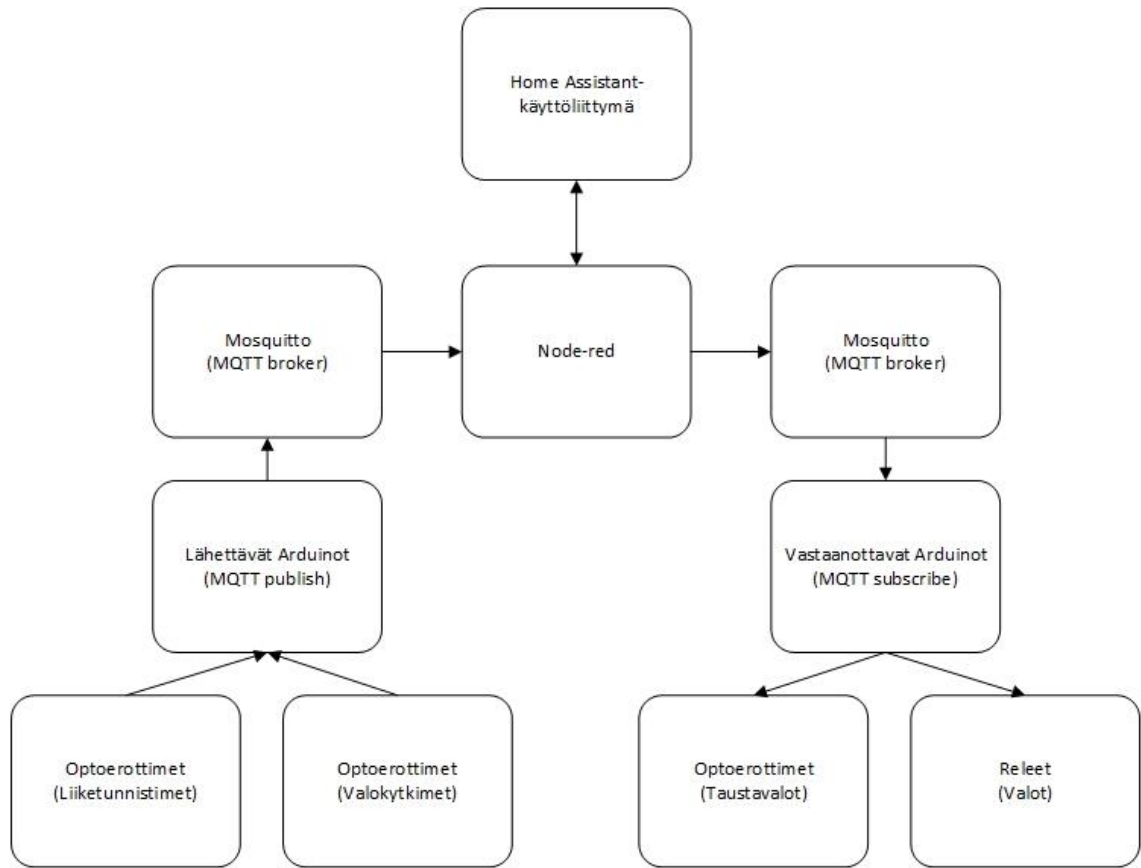 Home Assistant-
käyttöliittymä
Mosquitto
(MQTT broker)
Node-red
Mosquitto
(MQTT broker)
Lähettävät Arduinot
(MQTT publish)
Vastaanottavat Arduinot
(MQTT subscribe)
Optoerottimet
(Liiketunnistimet)
Optoerottimet
(Valokytkimet)
Optoerottimet
(Taustavalot)
Releet
(Valot)